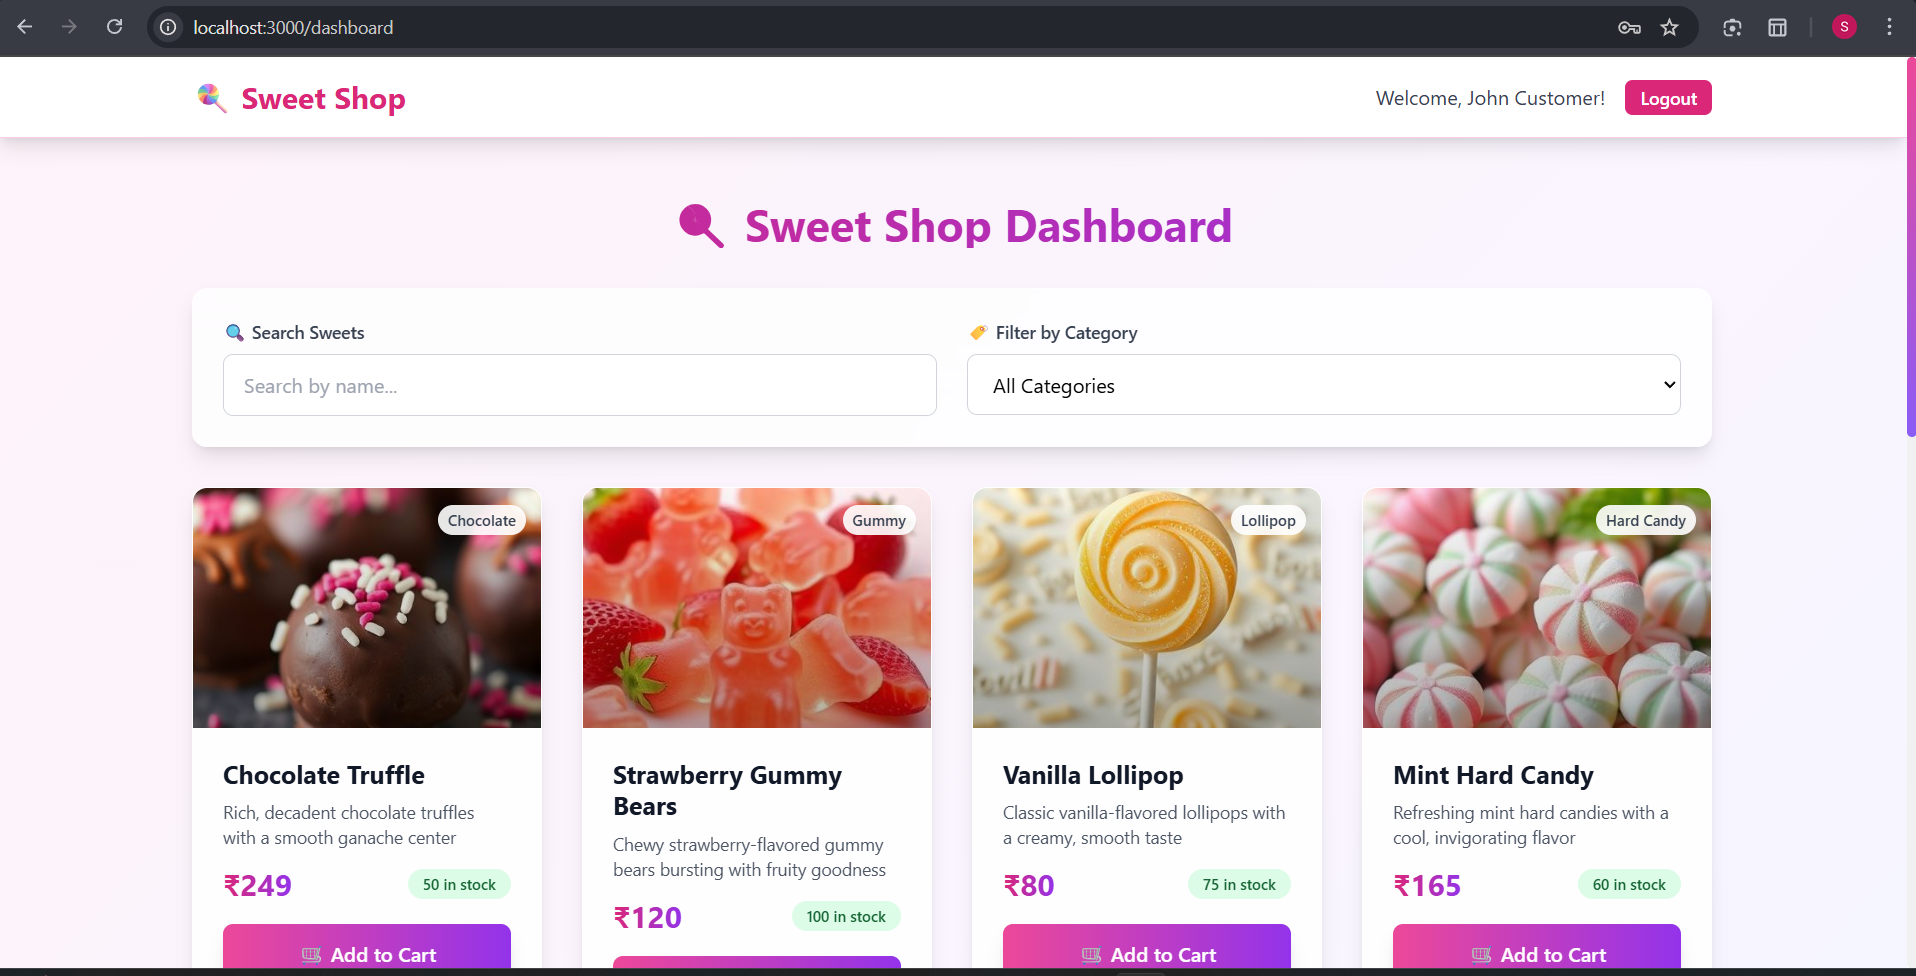 localhost:3000/dashboard
S
Sweet Shop
Welcome, John Customer!
Logout
Sweet Shop Dashboard
Search Sweets
Filter by Category
Search by name...
All Categories
Chocolate
Gummy
Lollipop
Hard Candy
Chocolate Truffle
Rich, decadent chocolate truffles
with a smooth ganache center
₹249
50 in stock
Add to Cart
Strawberry Gummy
Bears
Chewy strawberry-flavored gummy
bears bursting with fruity goodness
₹120
100 in stock
Vanilla Lollipop
Classic vanilla-flavored lollipops with
a creamy, smooth taste
₹80
75 in stock
Add to Cart
Mint Hard Candy
Refreshing mint hard candies with a
cool, invigorating flavor
₹165
60 in stock
Add to Cart